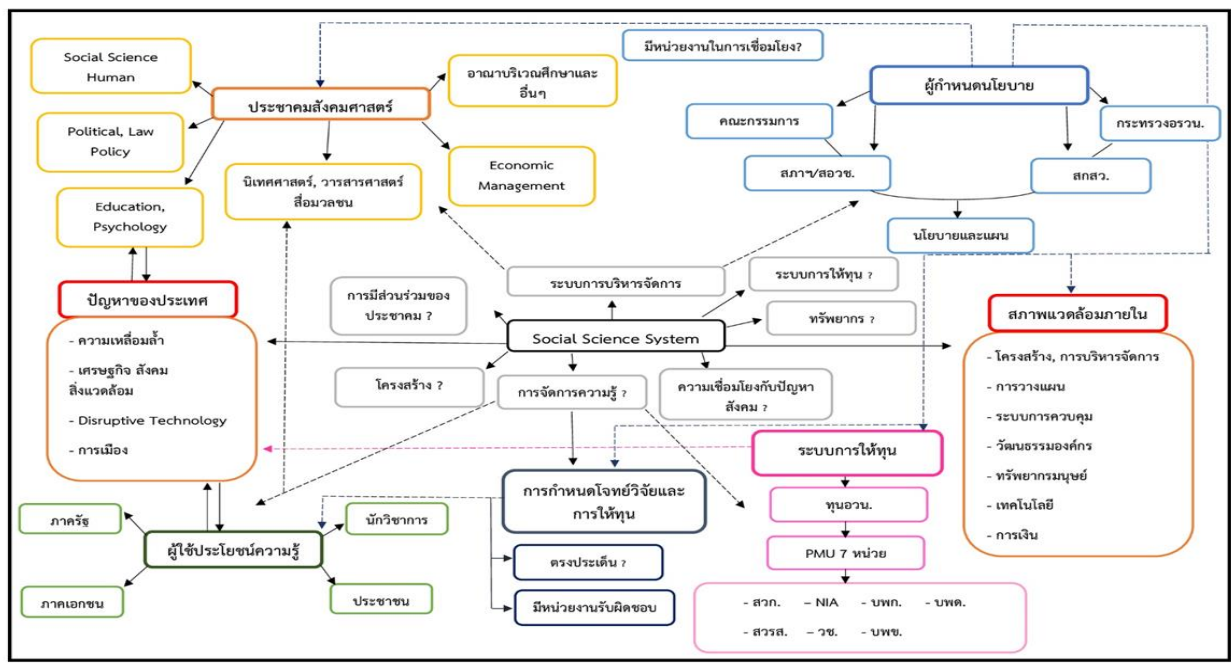 Social Science
Human
Political, Law
Policy
Education,
Psychology
ประชาคมสังคมศาสตร์
อาณาบริเวณศึกษาและ
อื่นๆ
นิเทศศาสตร์, วารสารศาสตร์
สื่อมวลชน
Economic
Management
มีหน่วยงานในการเชื่อมโยง?
ผู้กำหนดนโยบาย
คณะกรรมการ
กระทรวงอรวน.
สภาฯ/สอวช.
สกสว.
นโยบายและแผน
ปัญหาของประเทศ
- ความเหลื่อมล้ำ
- เศรษฐกิจ สังคม
สิ่งแวดล้อม
- Disruptive Technology
- การเมือง
การมีส่วนร่วมของ
ประชาคม ?
ระบบการบริหารจัดการ
ระบบการให้ทุน ?
ทรัพยากร ?
Social Science System
โครงสร้าง ?
การจัดการความรู้ ?
ความเชื่อมโยงกับปัญหา
สังคม ?
สภาพแวดล้อมภายใน
- โครงสร้าง, การบริหารจัดการ
- การวางแผน
- ระบบการควบคุม
- วัฒนธรรมองค์กร
- ทรัพยากรมนุษย์
- เทคโนโลยี
- การเงิน
ภาครัฐ
นักวิชาการ
ผู้ใช้ประโยชน์ความรู้
ภาคเอกชน
ประชาชน
การกำหนดโจทย์วิจัยและ
การให้ทุน
ตรงประเด็น ?
มีหน่วยงานรับผิดชอบ
ระบบการให้ทุน
ทุนอวน.
PMU 7 หน่วย
- สวก. – NIA - บพก. - บพด.
- สวรส. – วช. - บพข.